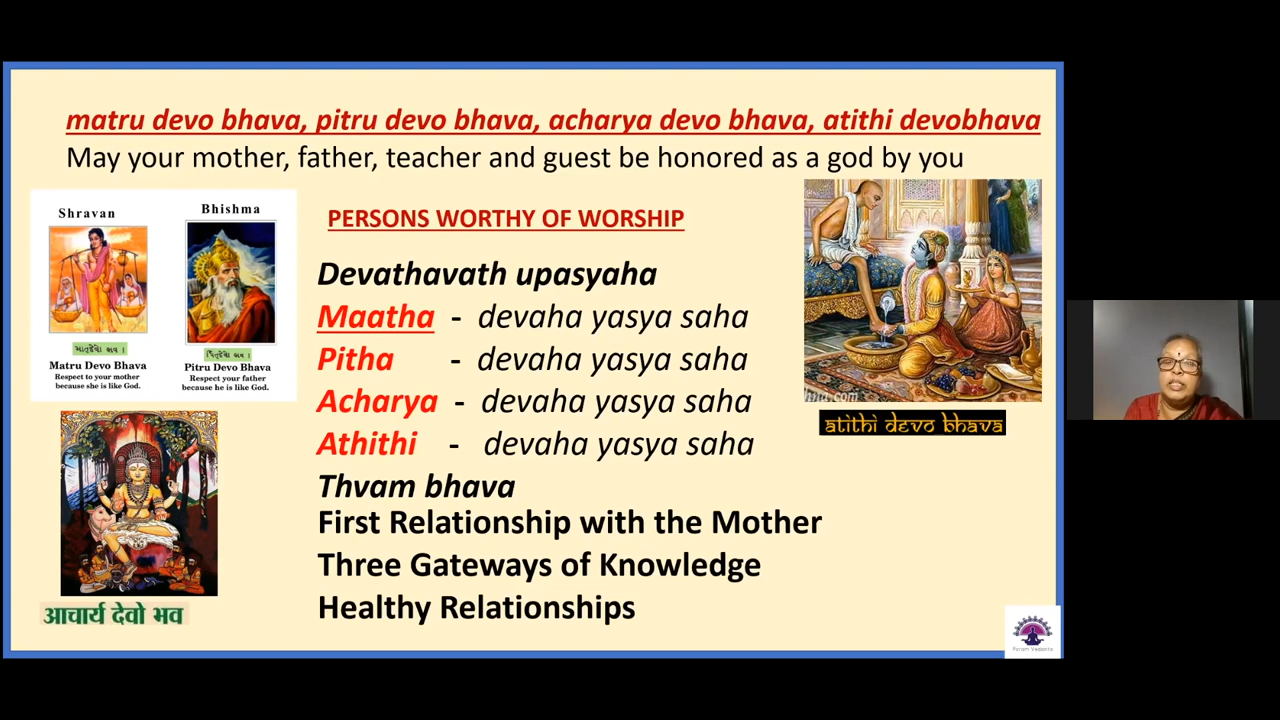 matru devo bhava, pitru devo bhava, acharya devo bhava, atithi devobhava
May your mother, father, teacher and guest be honored as a god by you
Shravan
Bhishma
માતૃદેવો ભવ ।
Matru Devo Bhava
Respect to your mother
because she is like God.
પિતૃદેવો ભવ ।
Pitru Devo Bhava
Respect your father
because he is like God.
आचार्य देवो भव
PERSONS WORTHY OF WORSHIP
Devathavath upasyaha
Maatha - devaha yasya saha
Pitha - devaha yasya saha
Acharya - devaha yasya saha
Athithi - devaha yasya saha
Thvam bhava
First Relationship with the Mother
Three Gateways of Knowledge
Healthy Relationships
atithi devo bhava